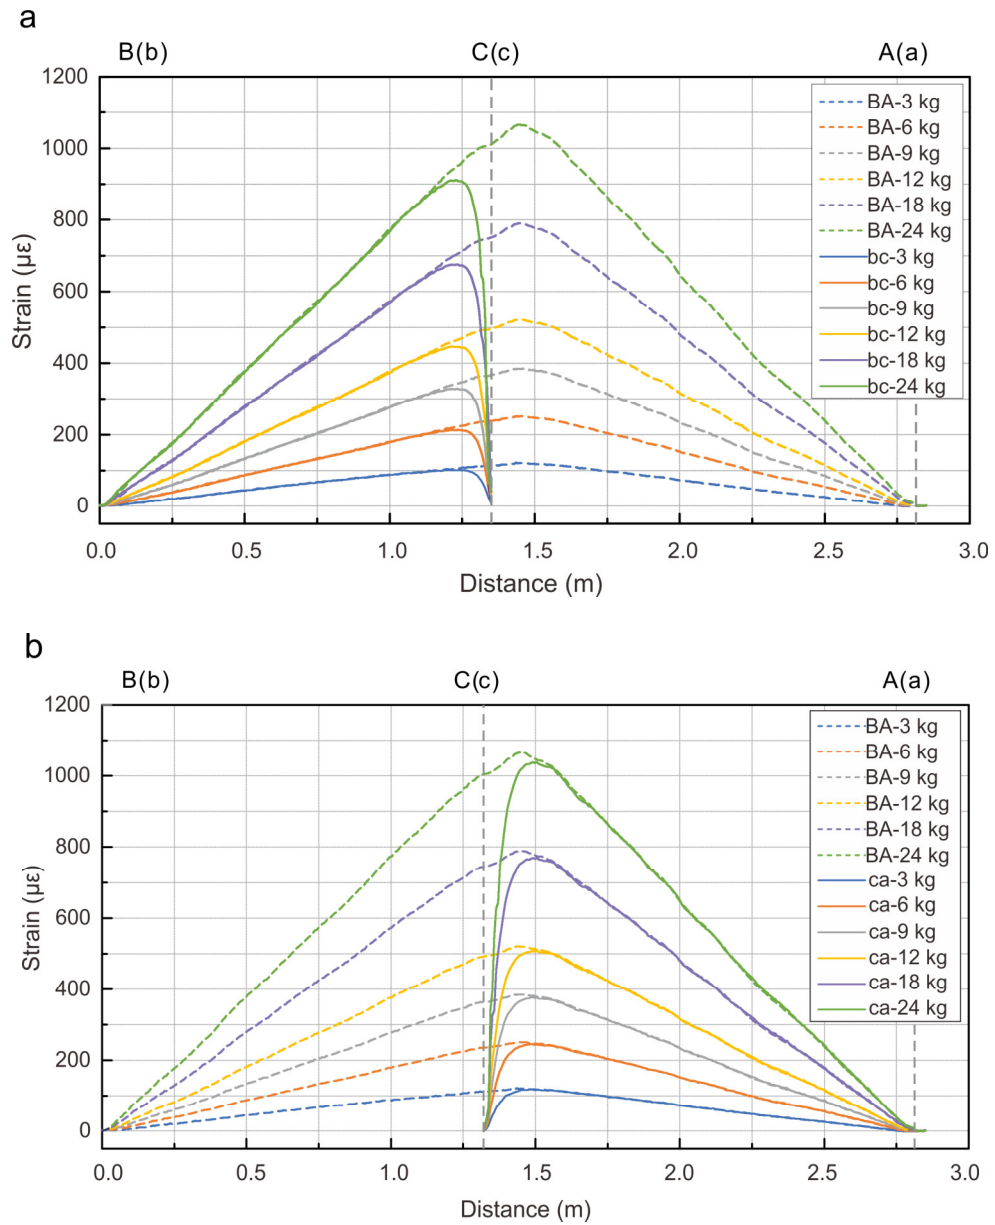 a
B(b) C(c) A(a)
1200
1000
800
600
400
200
0
Strain (με)
BA-3 kg
BA-6 kg
BA-9 kg
BA-12 kg
BA-18 kg
BA-24 kg
bc-3 kg
bc-6 kg
bc-9 kg
bc-12 kg
bc-18 kg
bc-24 kg
0.0 0.5 1.0 1.5 2.0 2.5 3.0
Distance (m)
b
B(b) C(c) A(a)
1200
1000
800
600
400
200
0
Strain (με)
BA-3 kg
BA-6 kg
BA-9 kg
BA-12 kg
BA-18 kg
BA-24 kg
ca-3 kg
ca-6 kg
ca-9 kg
ca-12 kg
ca-18 kg
ca-24 kg
0.0 0.5 1.0 1.5 2.0 2.5 3.0
Distance (m)